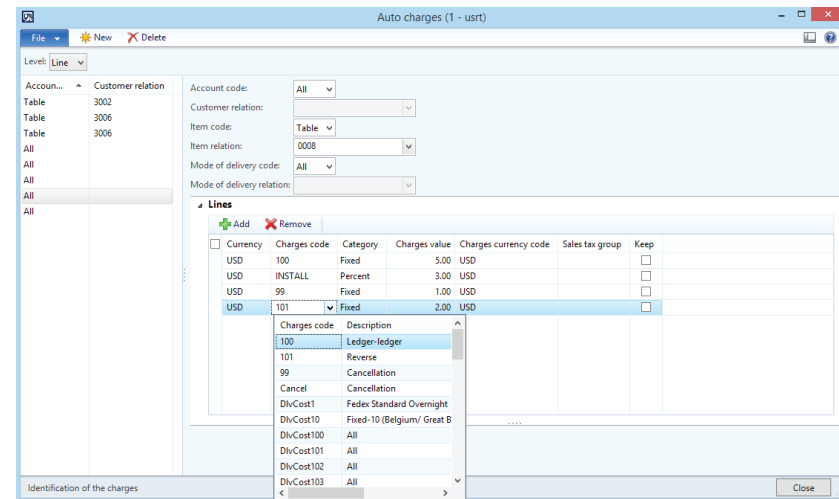 Auto charges (1 - usrt)
File New Delete
Level: Line
Accoun... Customer relation
Table 3002
Table 3006
Table 3006
All
All
All
All
All
Account code: All
Customer relation:
Item code: Table
Item relation: 0008
Mode of delivery code: All
Mode of delivery relation:
Lines
Add Remove
Currency Charges code Category Charges value Charges currency code Sales tax group Keep
USD 100 Fixed 5.00 USD
USD INSTALL Percent 3.00 USD
USD 99 Fixed 1.00 USD
USD 101 Fixed 2.00 USD
Charges code Description
100 Ledger-ledger
101 Reverse
99 Cancellation
Cancel Cancellation
DlvCost1 Fedex Standard Overnight
DlvCost10 Fixed-10 (Belgium/ Great B
DlvCost100 All
DlvCost101 All
DlvCost102 All
DlvCost103 All
Identification of the charges
Close